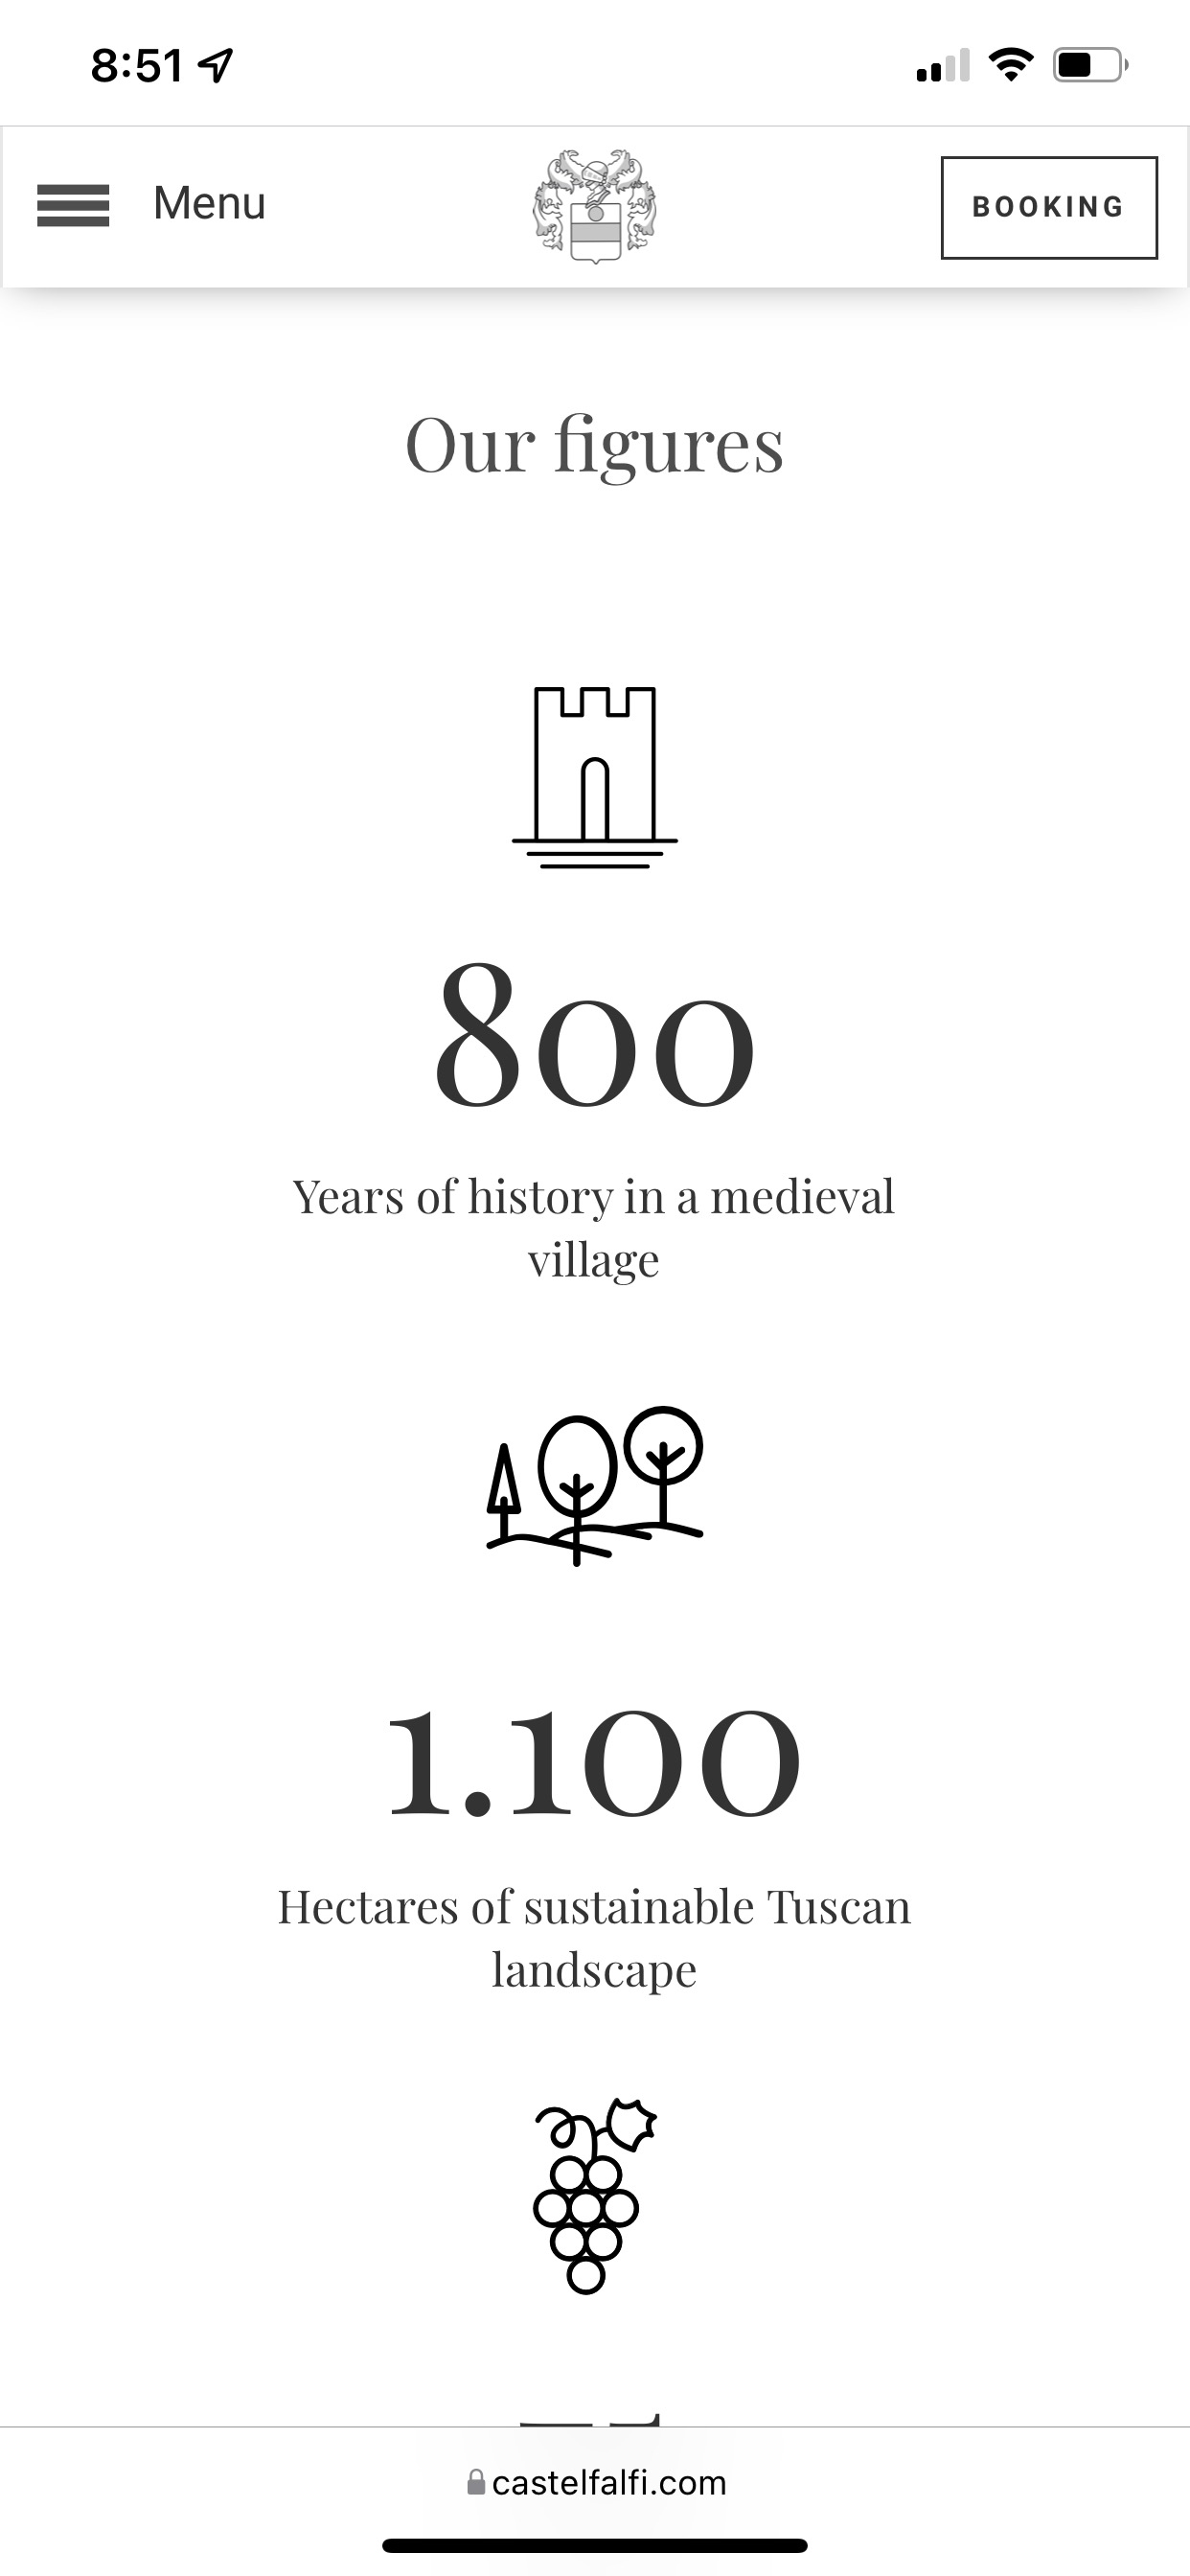 8:51
Menu
BOOKING
Our figures
800
Years of history in a medieval
village
1.100
Hectares of sustainable Tuscan
landscape
castelfalfi.com